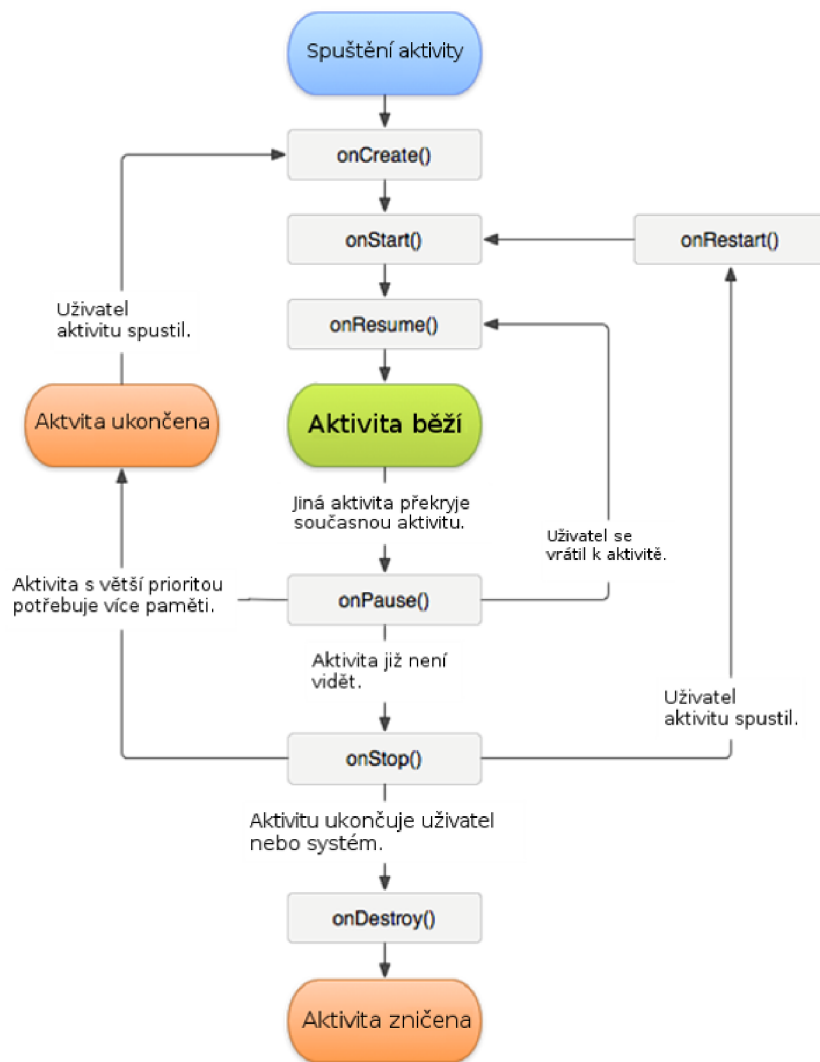 Spuštění aktivity
onCreate()
onStart()
onRestart()
Uživatel
aktivitu spustil.
onResume()
Aktvita ukončena
Aktivita běží
Jiná aktivita překryje
současnou aktivitu.
Uživatel se
vrátil k aktivitě.
Aktivita s větší prioritou
potřebuje více paměti.
onPause()
Aktivita již není
vidět.
Uživatel
aktivitu spustil.
onStop()
Aktivitu ukončuje uživatel
nebo systém.
onDestroy()
Aktivita zničena